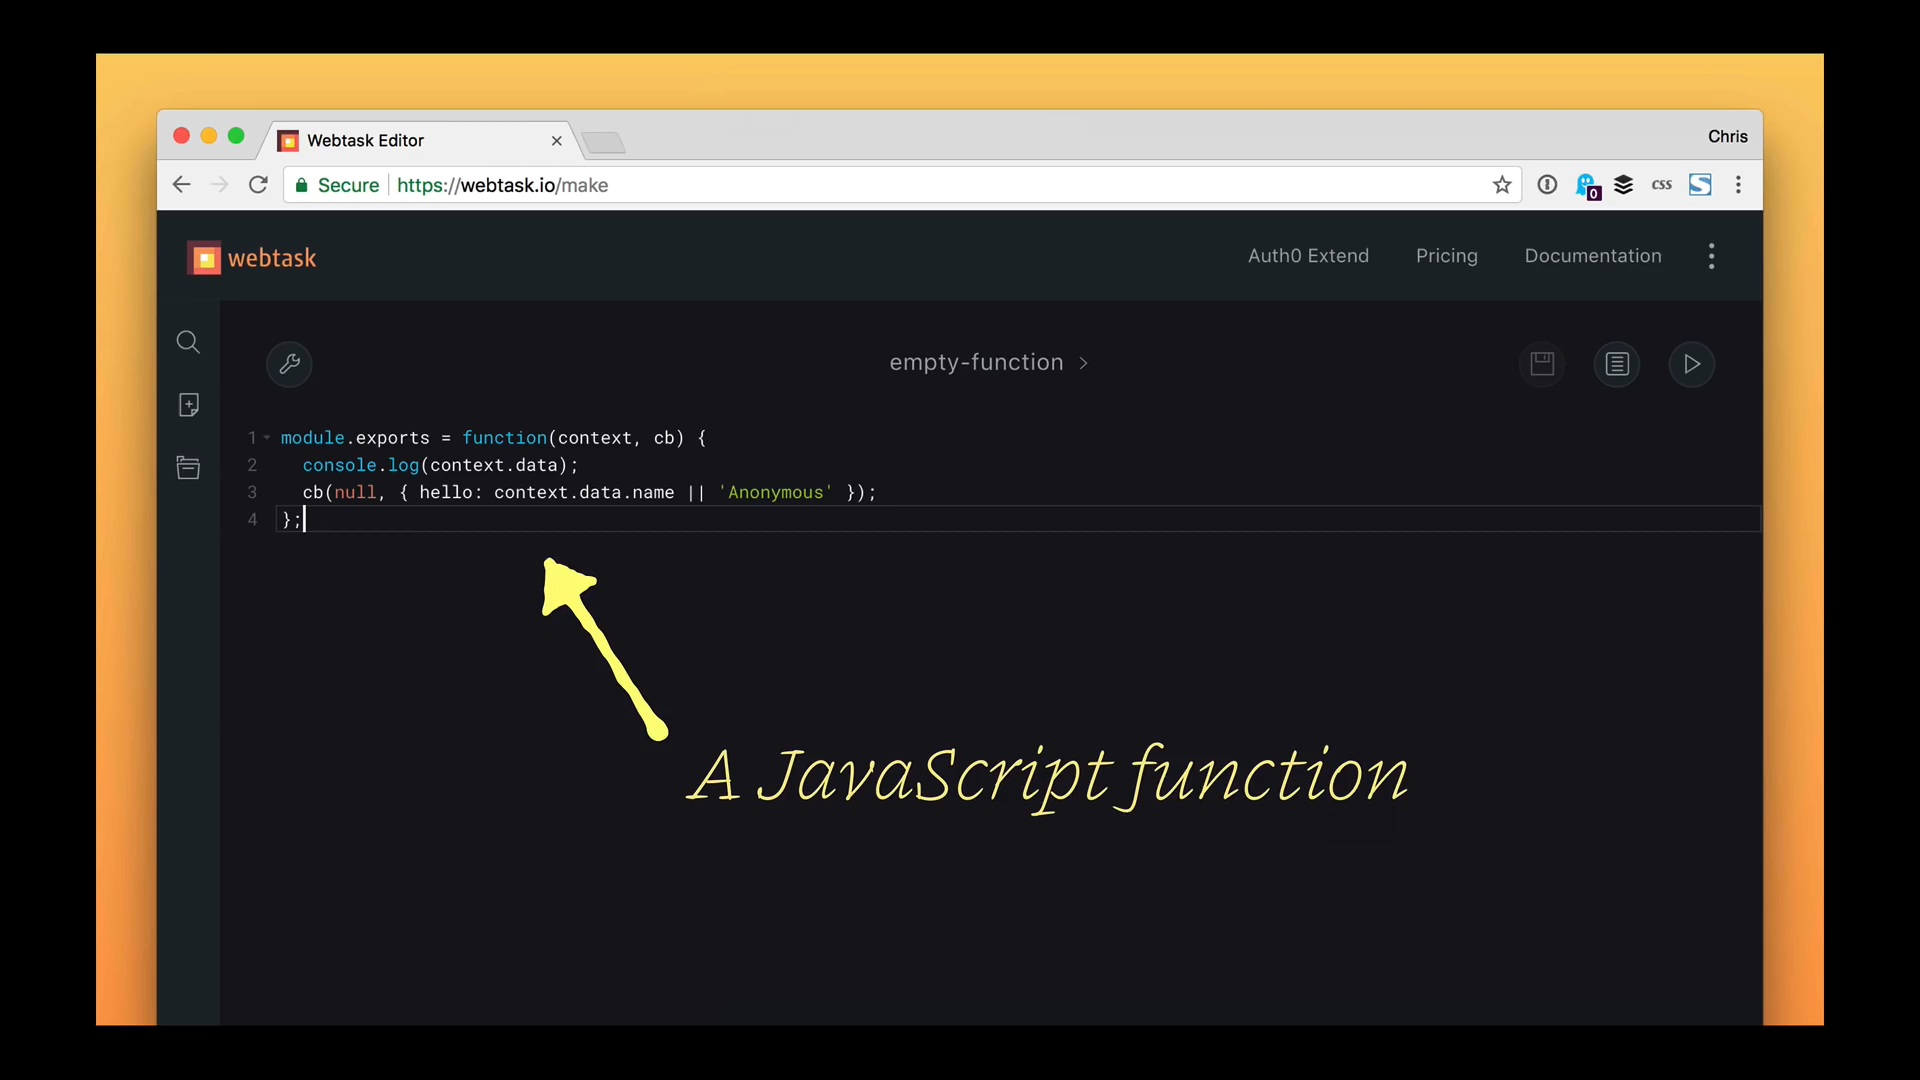 Webtask Editor
Chris
Secure https://webtask.io/make
0
css
S
webtask
Auth0 Extend Pricing Documentation
empty-function >
1 module.exports = function(context, cb) {
2 console.log(context.data);
3 cb(null, { hello: context.data.name || 'Anonymous' });
4 };
A JavaScript function